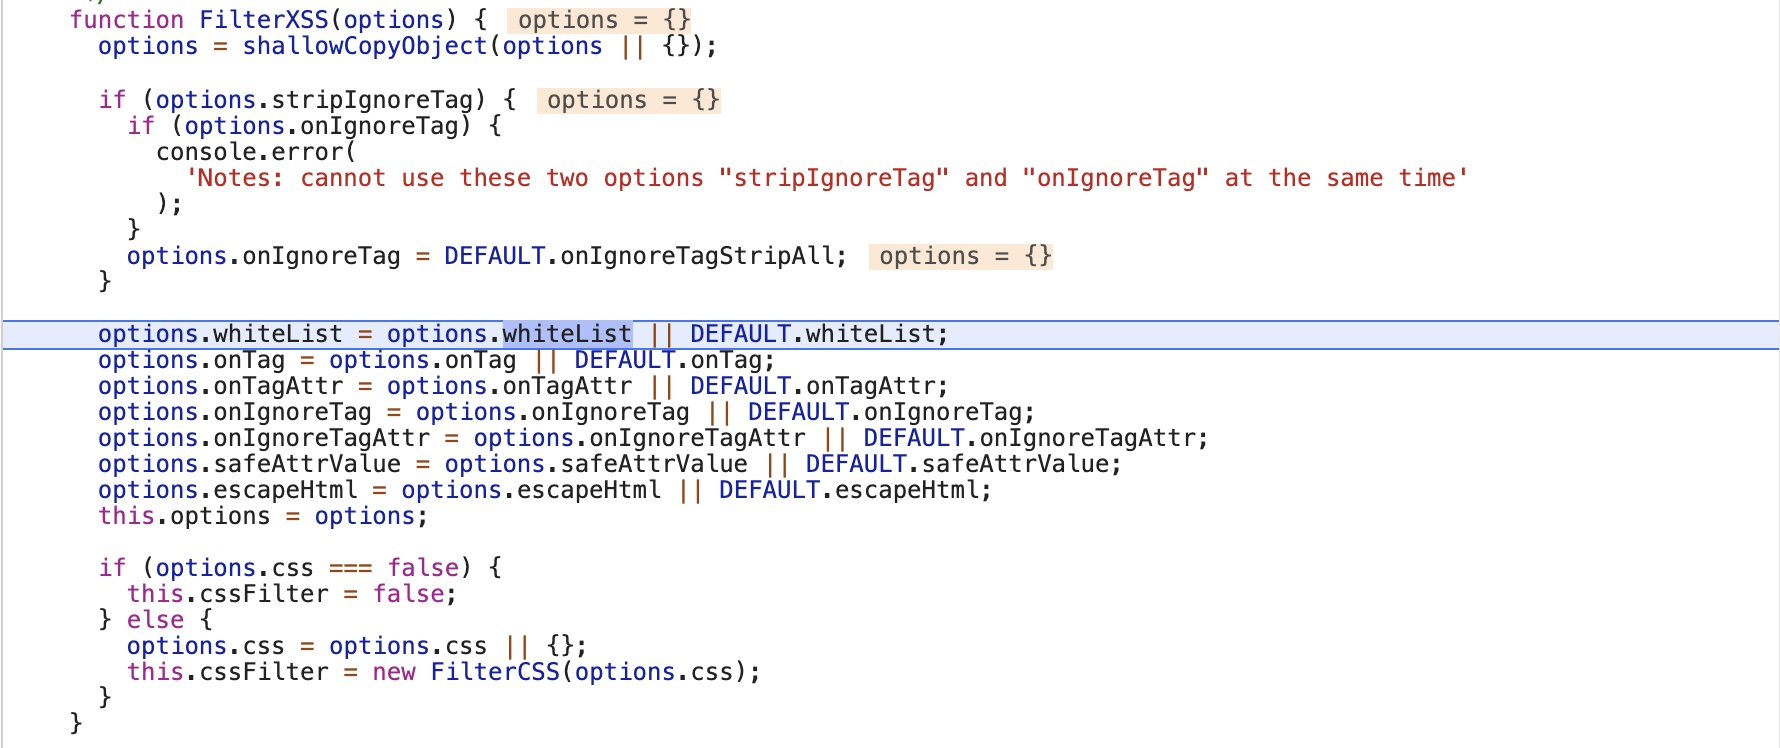 function FilterXSS(options) { options = {}
options = shallowCopyObject(options || {});
if (options.stripIgnoreTag) { options = {}
if (options.onIgnoreTag) {
console.error(
'Notes: cannot use these two options "stripIgnoreTag" and "onIgnoreTag" at the same time'
);
}
options.onIgnoreTag = DEFAULT.onIgnoreTagStripAll; options = {}
}
options.whiteList = options.whiteList || DEFAULT.whiteList;
options.onTag = options.onTag || DEFAULT.onTag;
options.onTagAttr = options.onTagAttr || DEFAULT.onTagAttr;
options.onIgnoreTag = options.onIgnoreTag || DEFAULT.onIgnoreTag;
options.onIgnoreTagAttr = options.onIgnoreTagAttr || DEFAULT.onIgnoreTagAttr;
options.safeAttrValue = options.safeAttrValue || DEFAULT.safeAttrValue;
options.escapeHtml = options.escapeHtml || DEFAULT.escapeHtml;
this.options = options;
if (options.css === false) {
this.cssFilter = false;
} else {
options.css = options.css || {};
this.cssFilter = new FilterCSS(options.css);
}
}